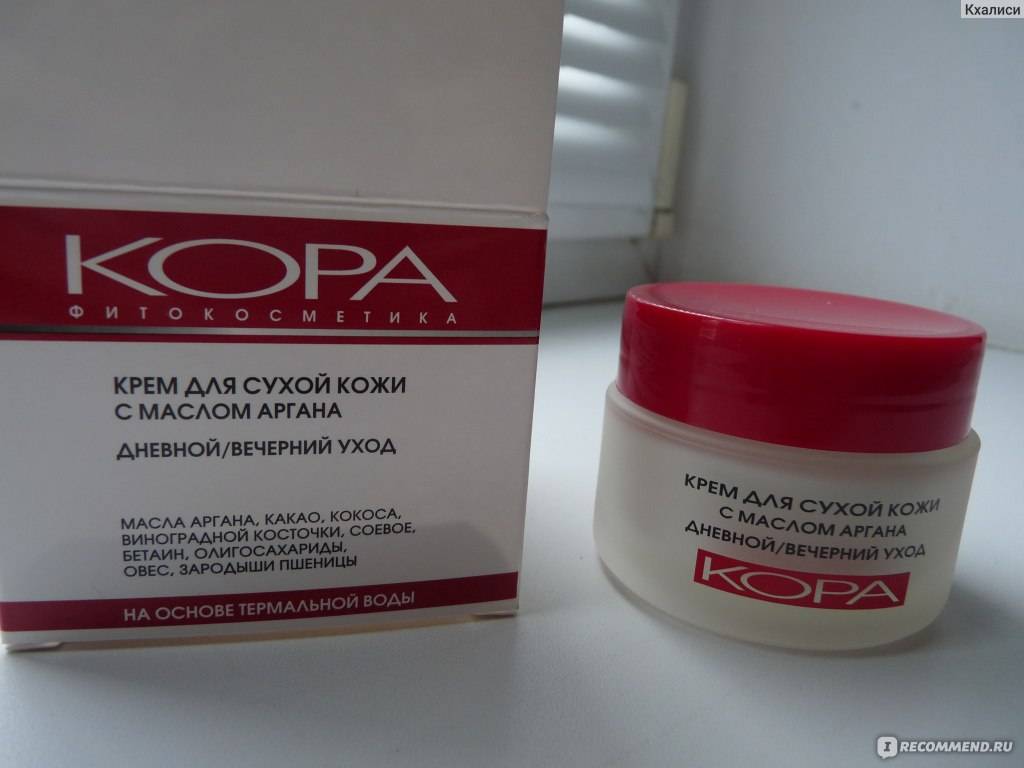 Кхалиси
КОРА
ФИТОКОСМЕТИКА
КРЕМ ДЛЯ СУХОЙ КОЖИ
С МАСЛОМ АРГАНА
ДНЕВНОЙ/ВЕЧЕРНИЙ УХОД
МАСЛА АРГАНА, КАКАО, КОКОСА,
ВИНОГРАДНОЙ КОСТОЧКИ, СОЕВОЕ,
БЕТАИН, ОЛИГОСАХАРИДЫ,
ОВЕС, ЗАРОДЫШИ ПШЕНИЦЫ
НА ОСНОВЕ ТЕРМАЛЬНОЙ ВОДЫ
КРЕМ ДЛЯ СУХОЙ КОЖИ
С МАСЛОМ АРГАНА
ДНЕВНОЙ/ВЕЧЕРНИЙ УХОД
КОРА
IRECOMMEND.RU